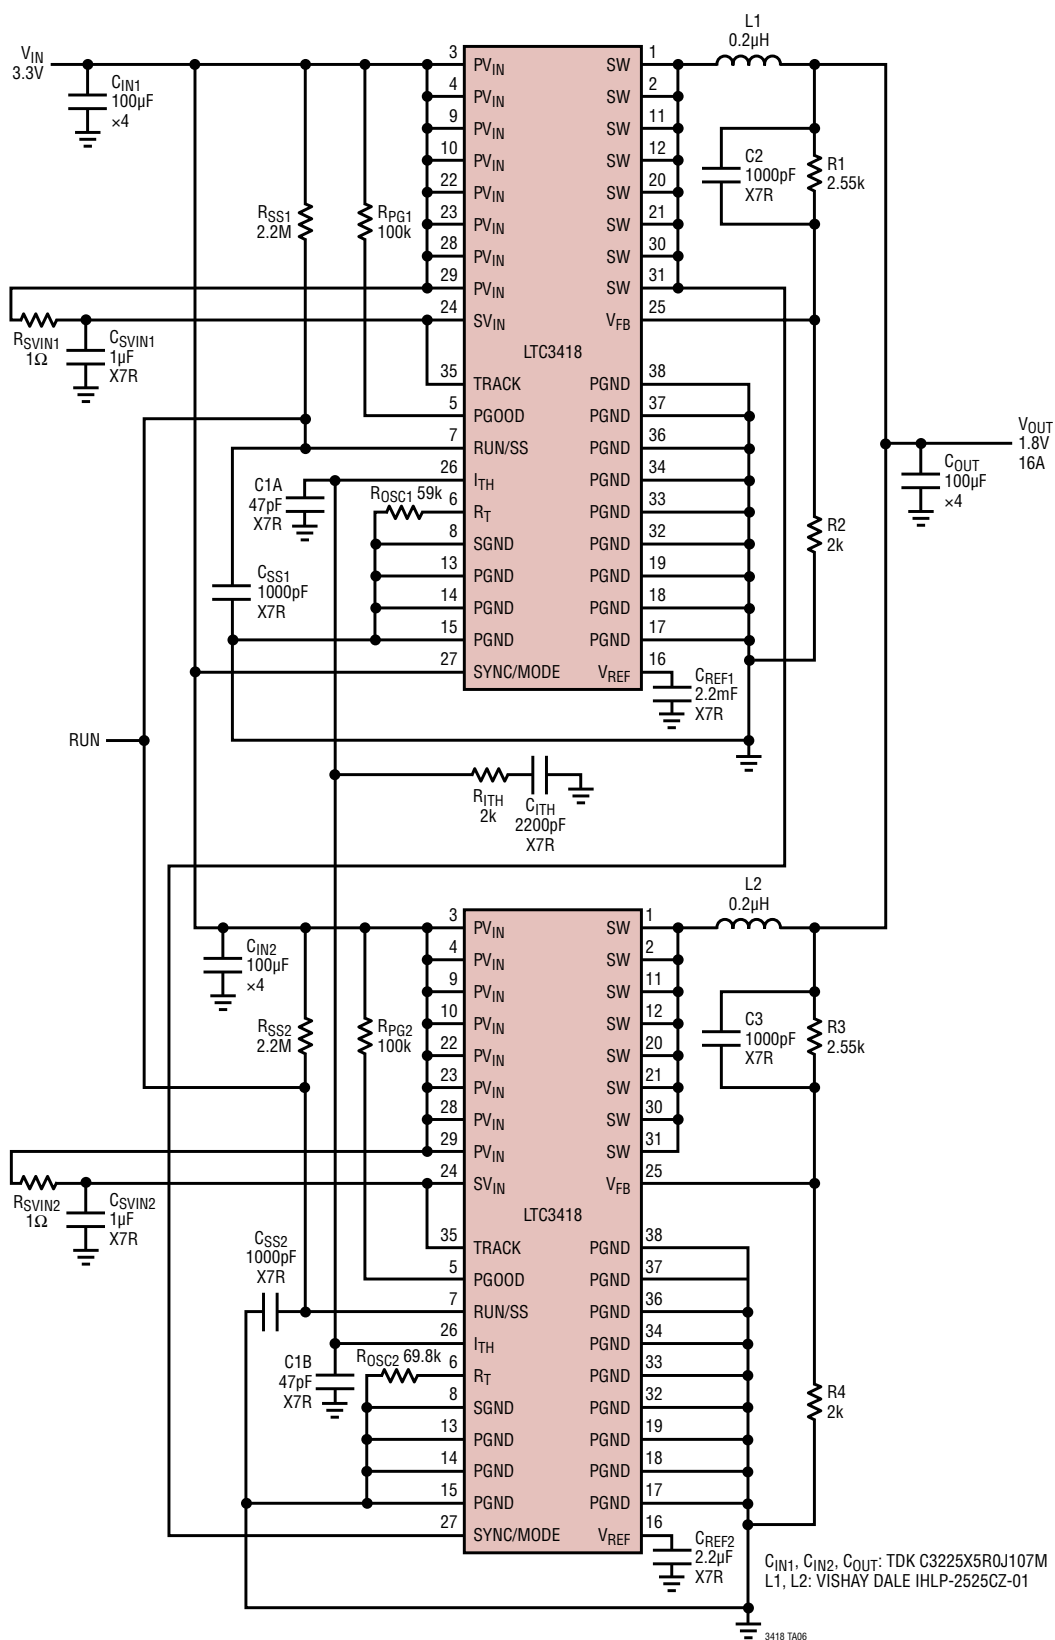 VIN
3.3V
CIN1
100µF
×4
RSS1
2.2M
RPG1
100k
RSVIN1
1Ω
CSVIN1
1µF
X7R
3
4
9
10
22
23
28
29
24
35
5
7
26
6
8
13
14
15
27
PVIN
PVIN
PVIN
PVIN
PVIN
PVIN
PVIN
PVIN
SVIN
LTC3418
TRACK
PGOOD
RUN/SS
ITH
RT
SGND
PGND
PGND
PGND
SYNC/MODE
SW
SW
SW
SW
SW
SW
SW
SW
VFB
PGND
PGND
PGND
PGND
PGND
PGND
PGND
PGND
PGND
VREF
1
2
11
12
20
21
30
31
25
38
37
36
34
33
32
19
18
17
16
L1
0.2µH
C2
1000pF
X7R
R1
2.55k
VOUT
1.8V
16A
COUT
100µF
×4
R2
2k
C1A
47pF
X7R
ROSC1 59k
CSS1
1000pF
X7R
CREF1
2.2mF
X7R
RUN
RITH
2k
CITH
2200pF
X7R
CIN2
100µF
×4
RSS2
2.2M
RPG2
100k
RSVIN2
1Ω
CSVIN2
1µF
X7R
3
4
9
10
22
23
28
29
24
35
5
7
26
6
8
13
14
15
27
PVIN
PVIN
PVIN
PVIN
PVIN
PVIN
PVIN
PVIN
SVIN
LTC3418
TRACK
PGOOD
RUN/SS
ITH
RT
SGND
PGND
PGND
PGND
SYNC/MODE
SW
SW
SW
SW
SW
SW
SW
SW
VFB
PGND
PGND
PGND
PGND
PGND
PGND
PGND
PGND
PGND
VREF
1
2
11
12
20
21
30
31
25
38
37
36
34
33
32
19
18
17
16
L2
0.2µH
C3
1000pF
X7R
R3
2.55k
CSS2
1000pF
X7R
C1B
47pF
X7R
ROSC2 69.8k
R4
2k
CREF2
2.2µF
X7R
CIN1, CIN2, COUT: TDK C3225X5R0J107M
L1, L2: VISHAY DALE IHLP-2525CZ-01
3418 TA06